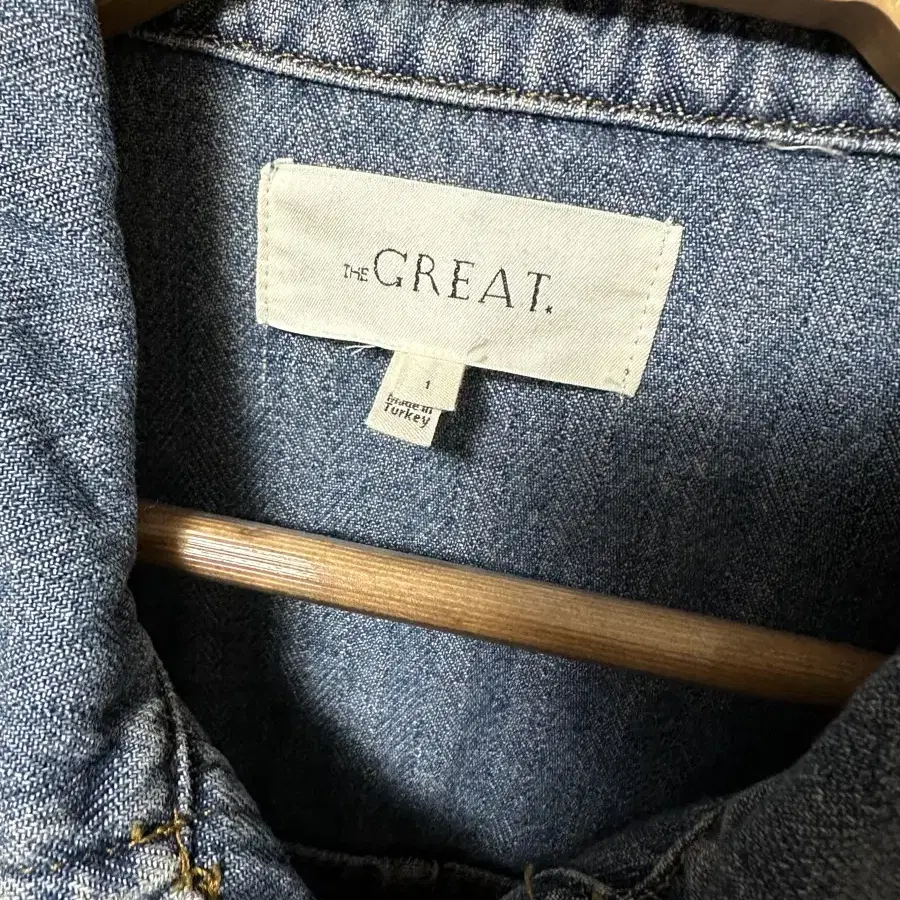 THE GREAT.
1
Made in
Turkey